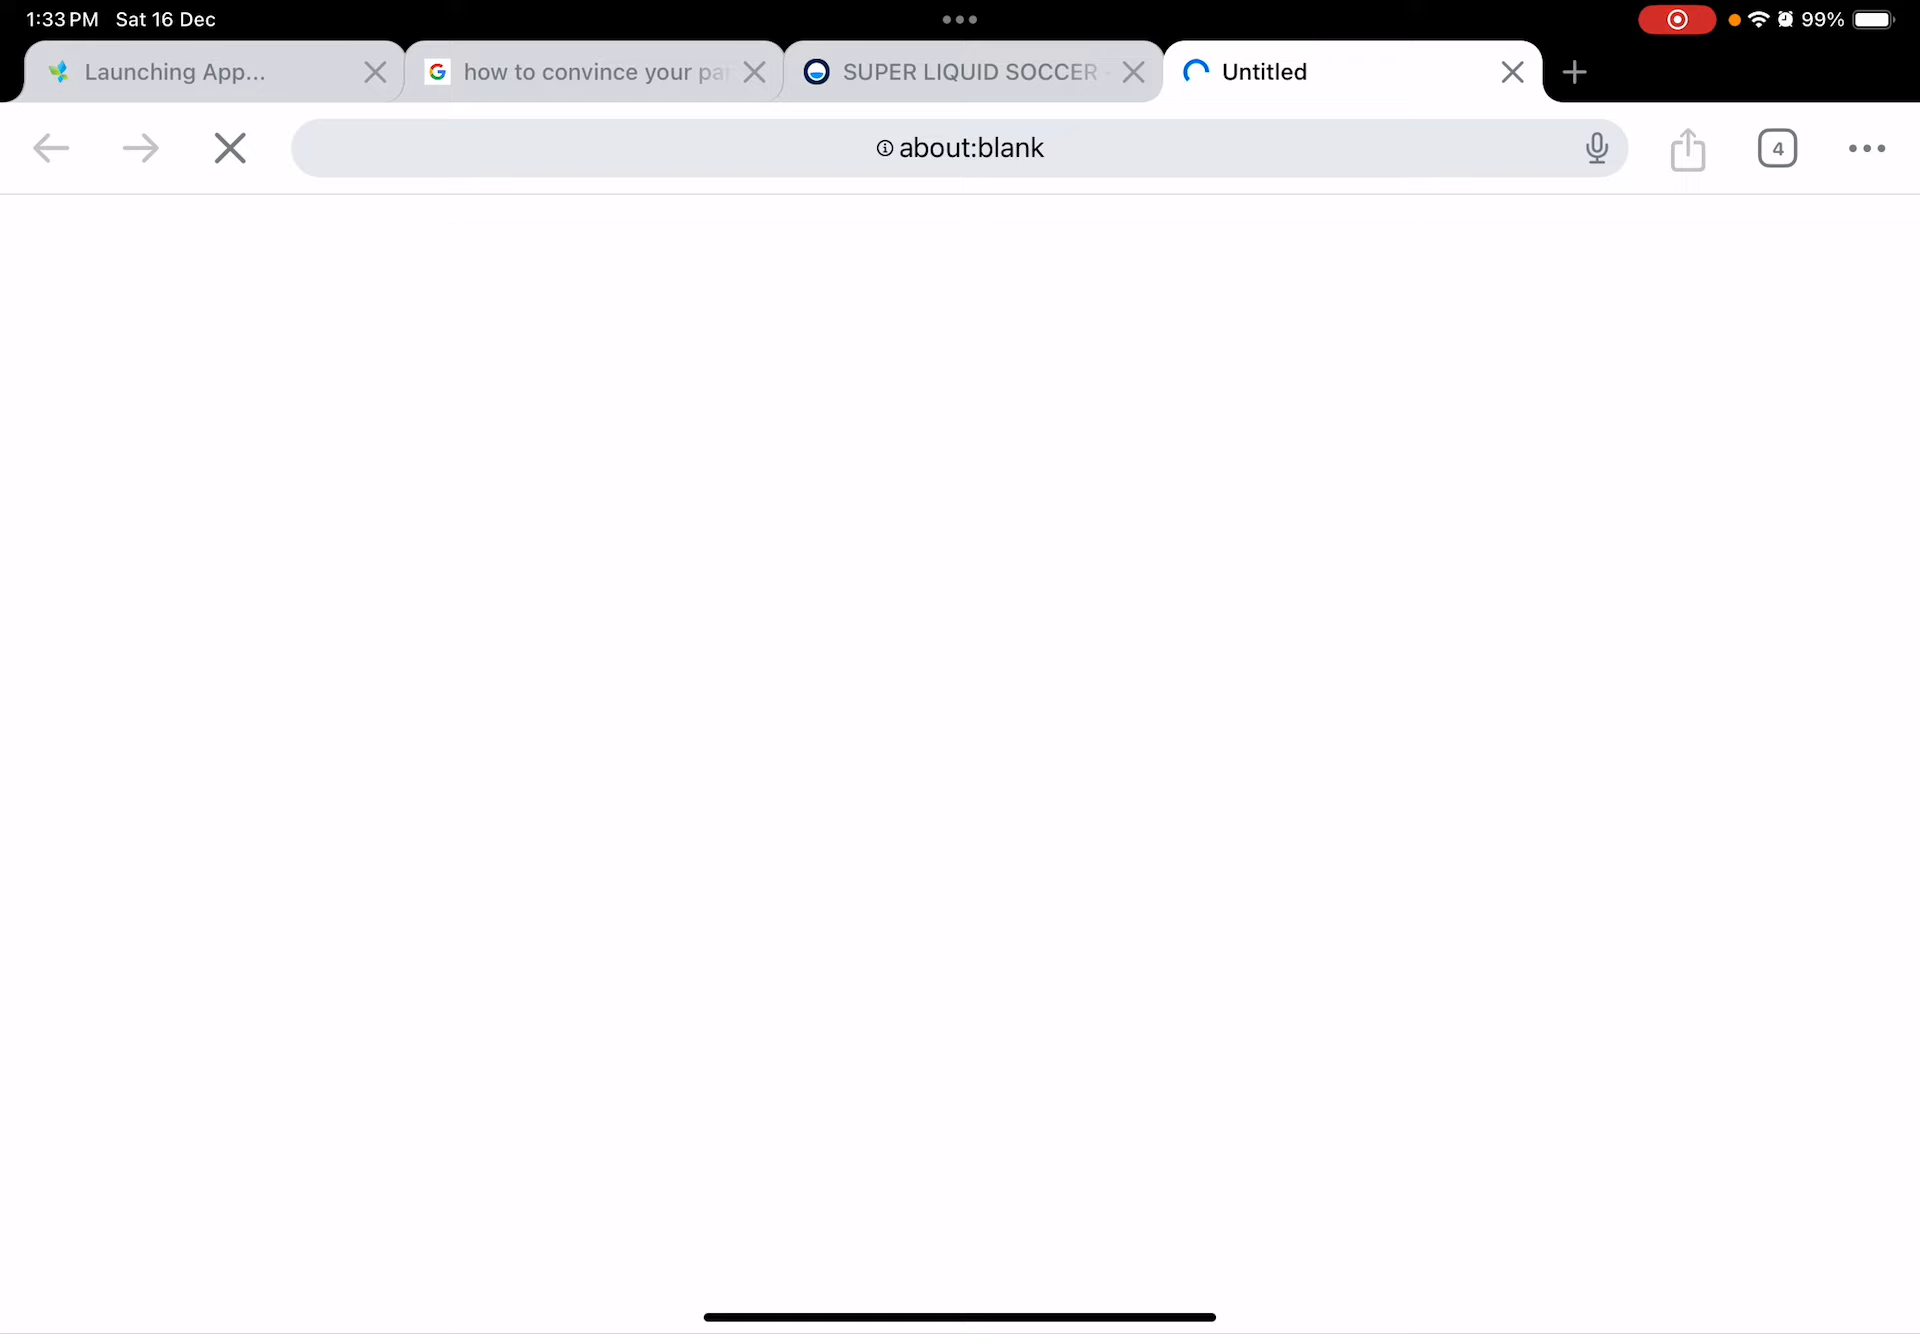 1:33 PM Sat 16 Dec
99%
Launching App...
how to convince your
SUPER LIQUID SOCCER
Untitled
about:blank
4